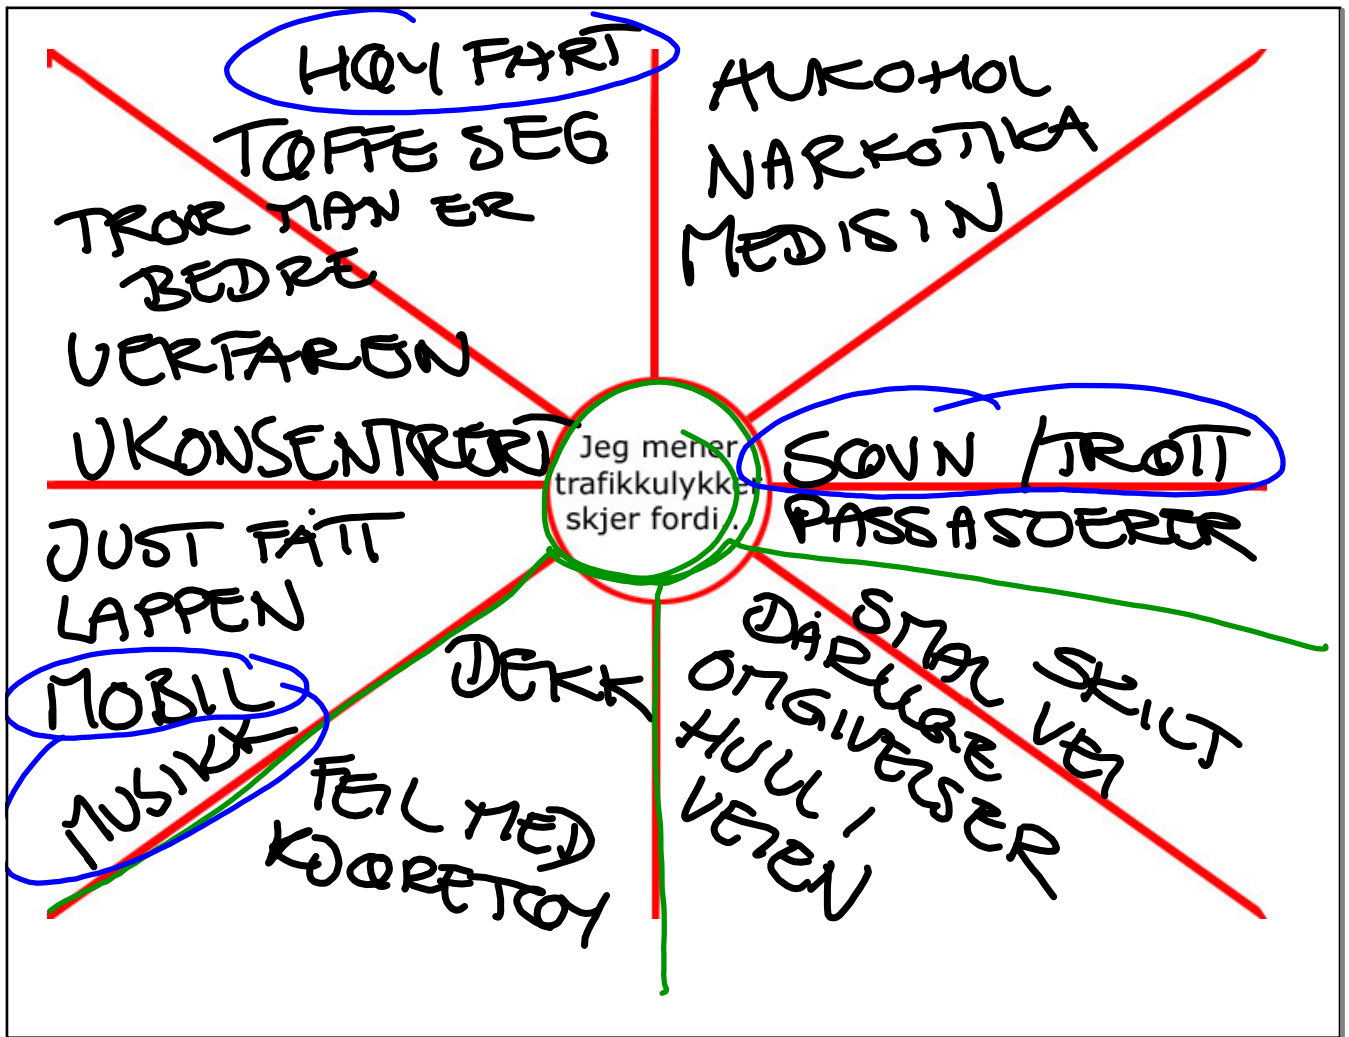 HØY FART
TØFFE SEG
TROR MAN ER
BEDRE
UERFAREN
UKONSENTRERT
JUST FÅTT
LAPPEN
MOBIL
MUSIKK
ALKOHOL
NARKOTIKA
MEDISIN
Jeg mener
trafikkulykker
skjer fordi..
SØVN / TRØTT
PASSASJERER
DEKK
FEIL MED
KJØRETØY
DÅRLIGE
OMGIVELSER
HULL I
VEIEN
SMAL
VEI
SKILT